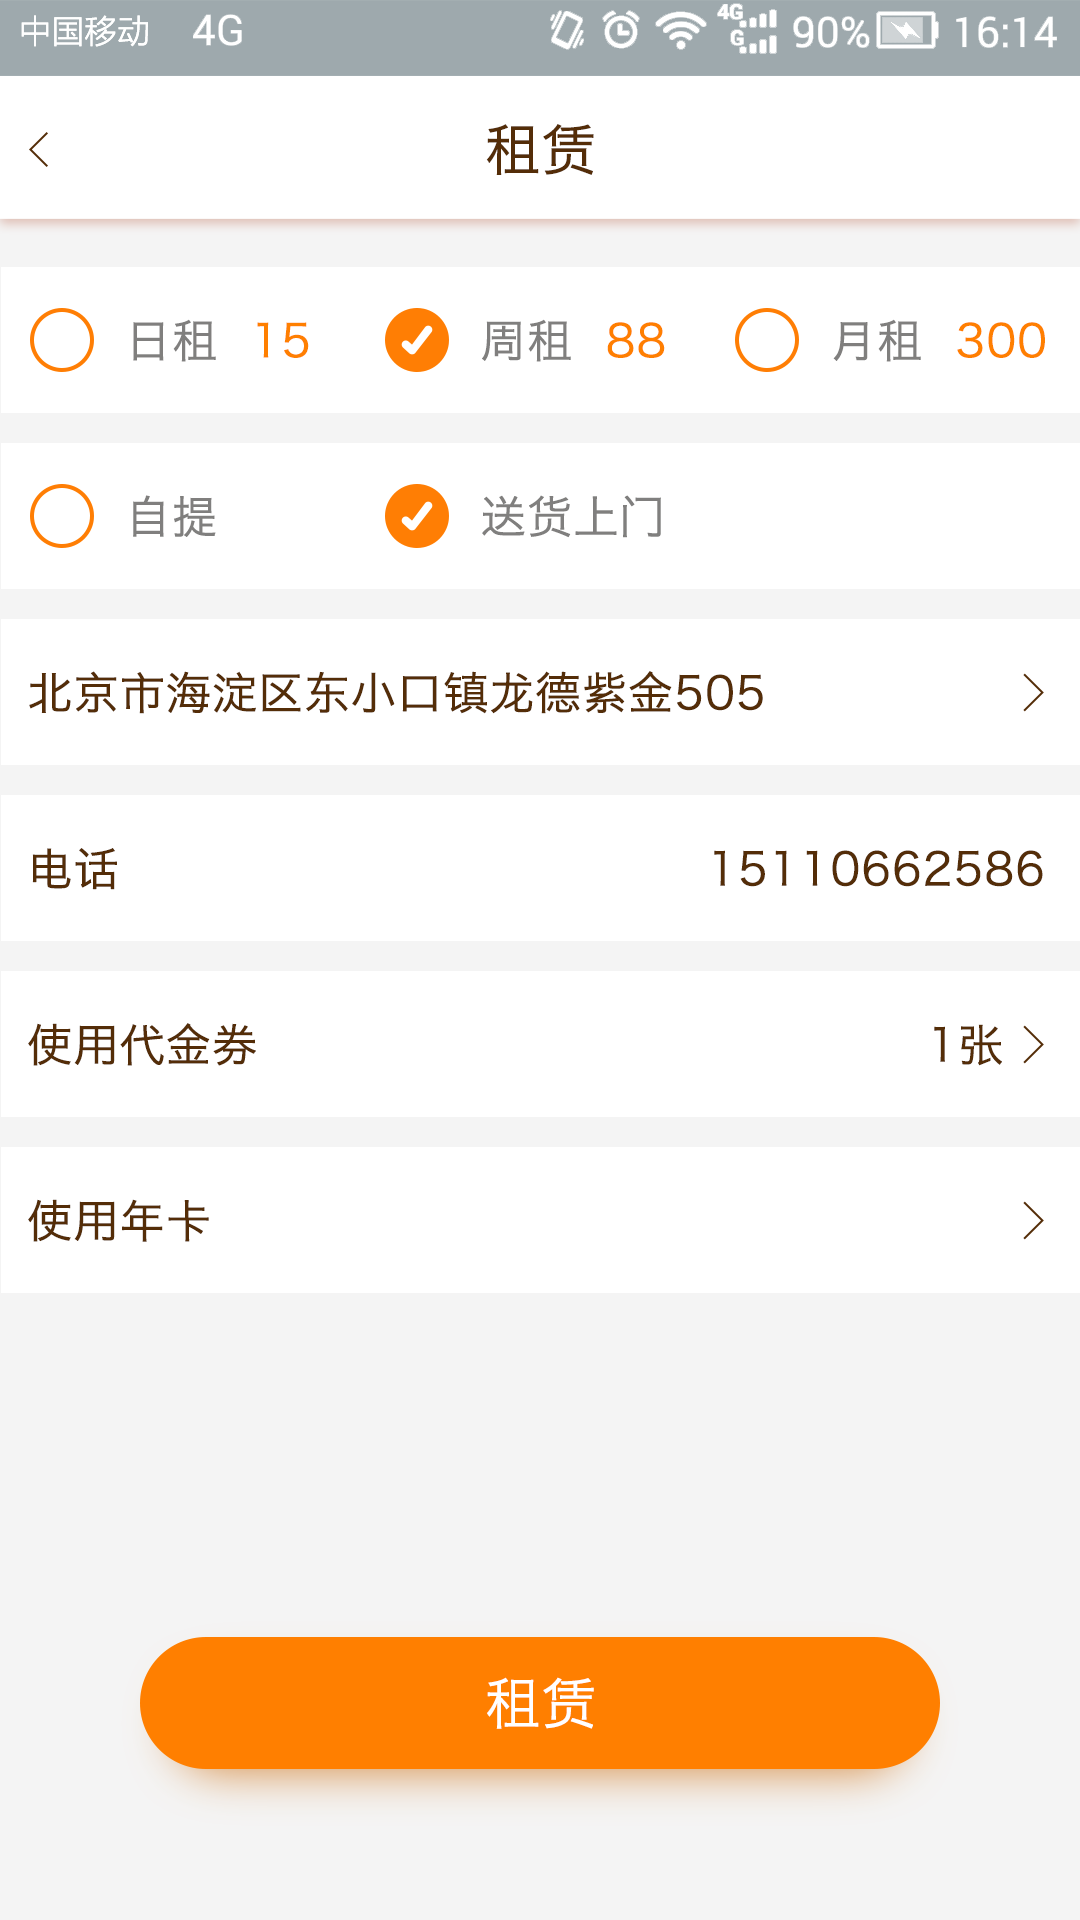 中国移动 4G 4G G 90% 16:14
租赁
日租 15 周租 88 月租 300
自提 送货上门
北京市海淀区东小口镇龙德紫金505
电话 15110662586
使用代金券 1张
使用年卡
租赁